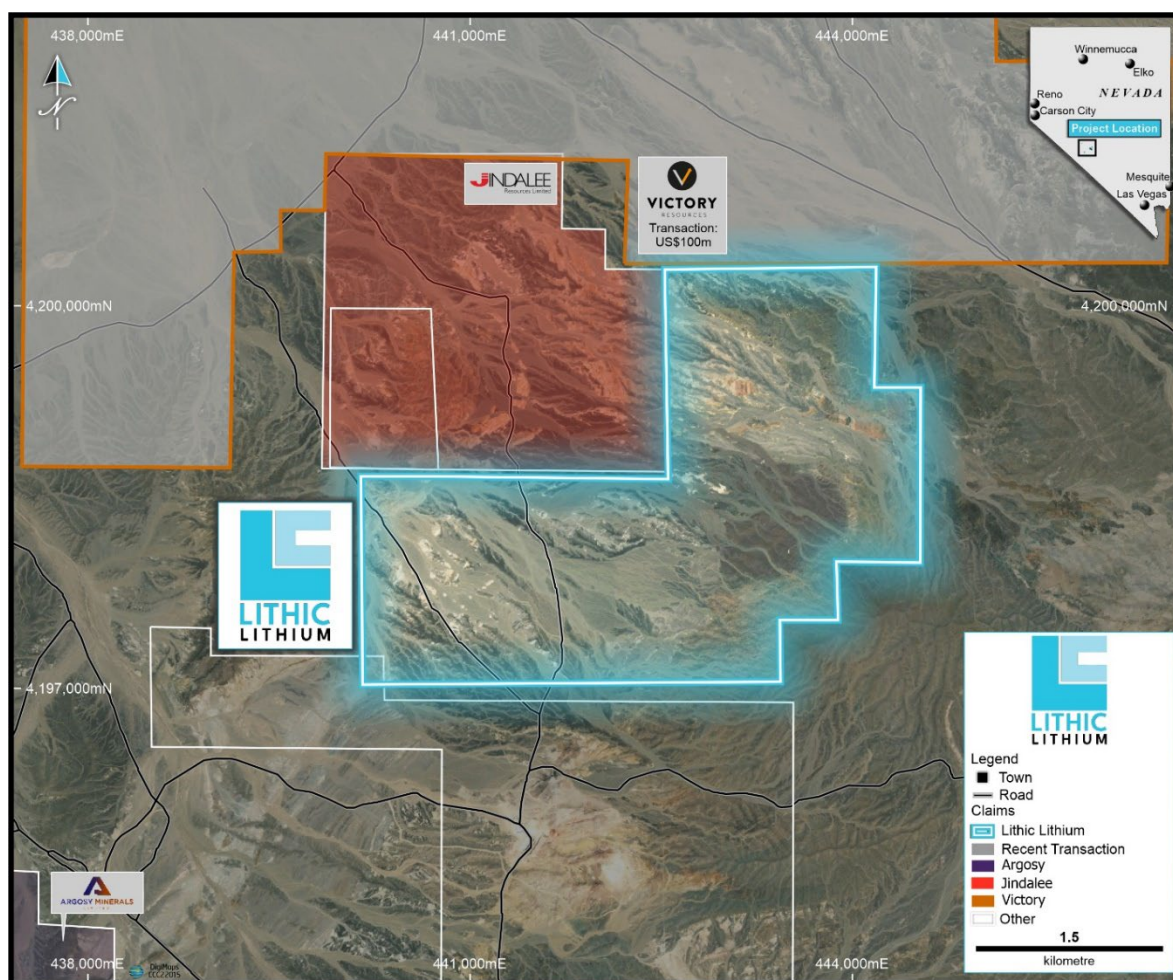 438,000mE
441,000mE
444,000mE
N
Winnemucca
Elko
NEVADA
Reno
Carson City
Project Location
Mesquite
Las Vegas
JINDALEE
Resources Limited
VICTORY
RESOURCES
Transaction:
US$100m
4,200,000mN
4,200,000mN
LITHIC
LITHIUM
4,197,000mN
LITHIC
LITHIUM
Legend
Town
Road
Claims
Lithic Lithium
Recent Transaction
Argosy
Jindalee
Victory
Other
1.5
kilometre
ARGOSY MINERALS
DigiMaps
CCC22015
438,000mE
441,000mE
444,000mE